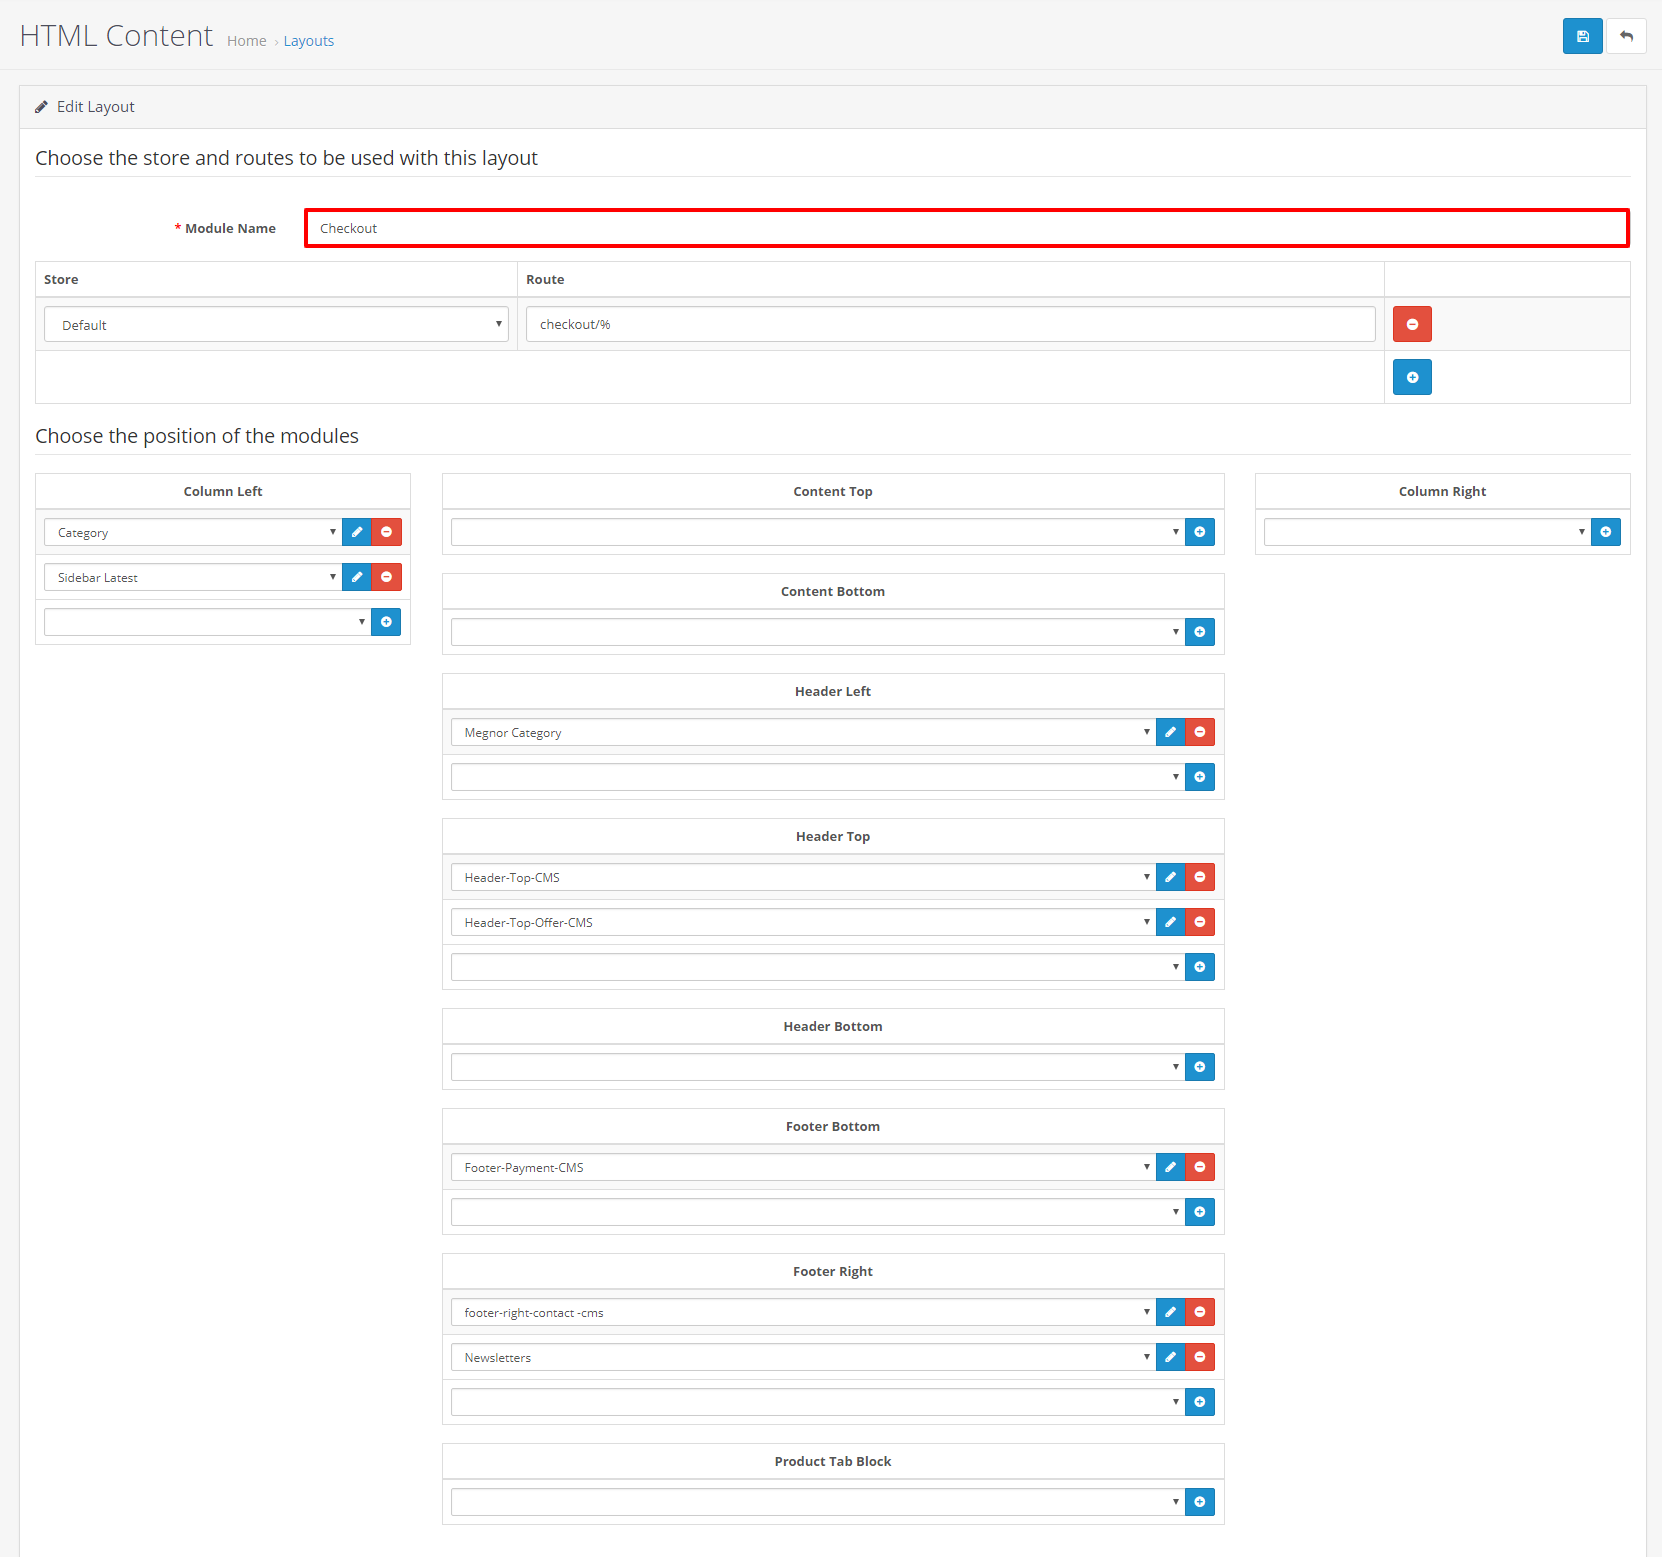 HTML Content Home › Layouts
Edit Layout
Choose the store and routes to be used with this layout
* Module Name Checkout
Store Route
Default checkout/%
Choose the position of the modules
Column Left
Category
Sidebar Latest
Content Top
Content Bottom
Header Left
Megnor Category
Header Top
Header-Top-CMS
Header-Top-Offer-CMS
Header Bottom
Footer Bottom
Footer-Payment-CMS
Footer Right
footer-right-contact -cms
Newsletters
Product Tab Block
Column Right